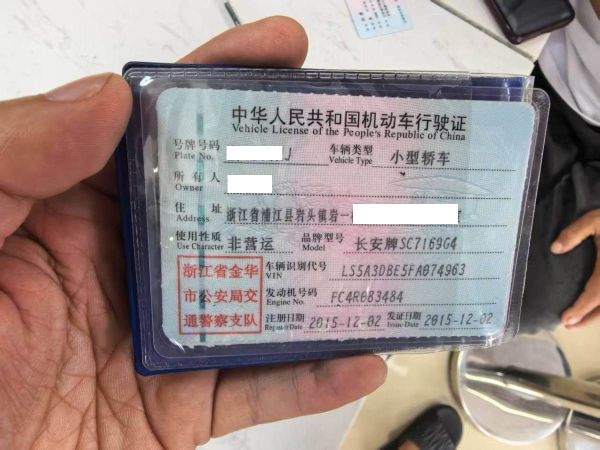 中华人民共和国机动车行驶证
Vehicle License of the People's Republic of China
号牌号码 J 车辆类型 小型轿车
Plate No. Vehicle Type
所有人
Owner
住址 浙江省浦江县岩头镇岩一
Address
使用性质 非营运 品牌型号 长安牌SC7169G4
Use Character Model
浙江省金华 车辆识别代号 LS5A3DBE5FA074963
VIN
市公安局交 发动机号码 FC4R683484
Engine No.
通警察支队 注册日期 2015-12-02 发证日期 2015-12-02
Register Date Issue Date